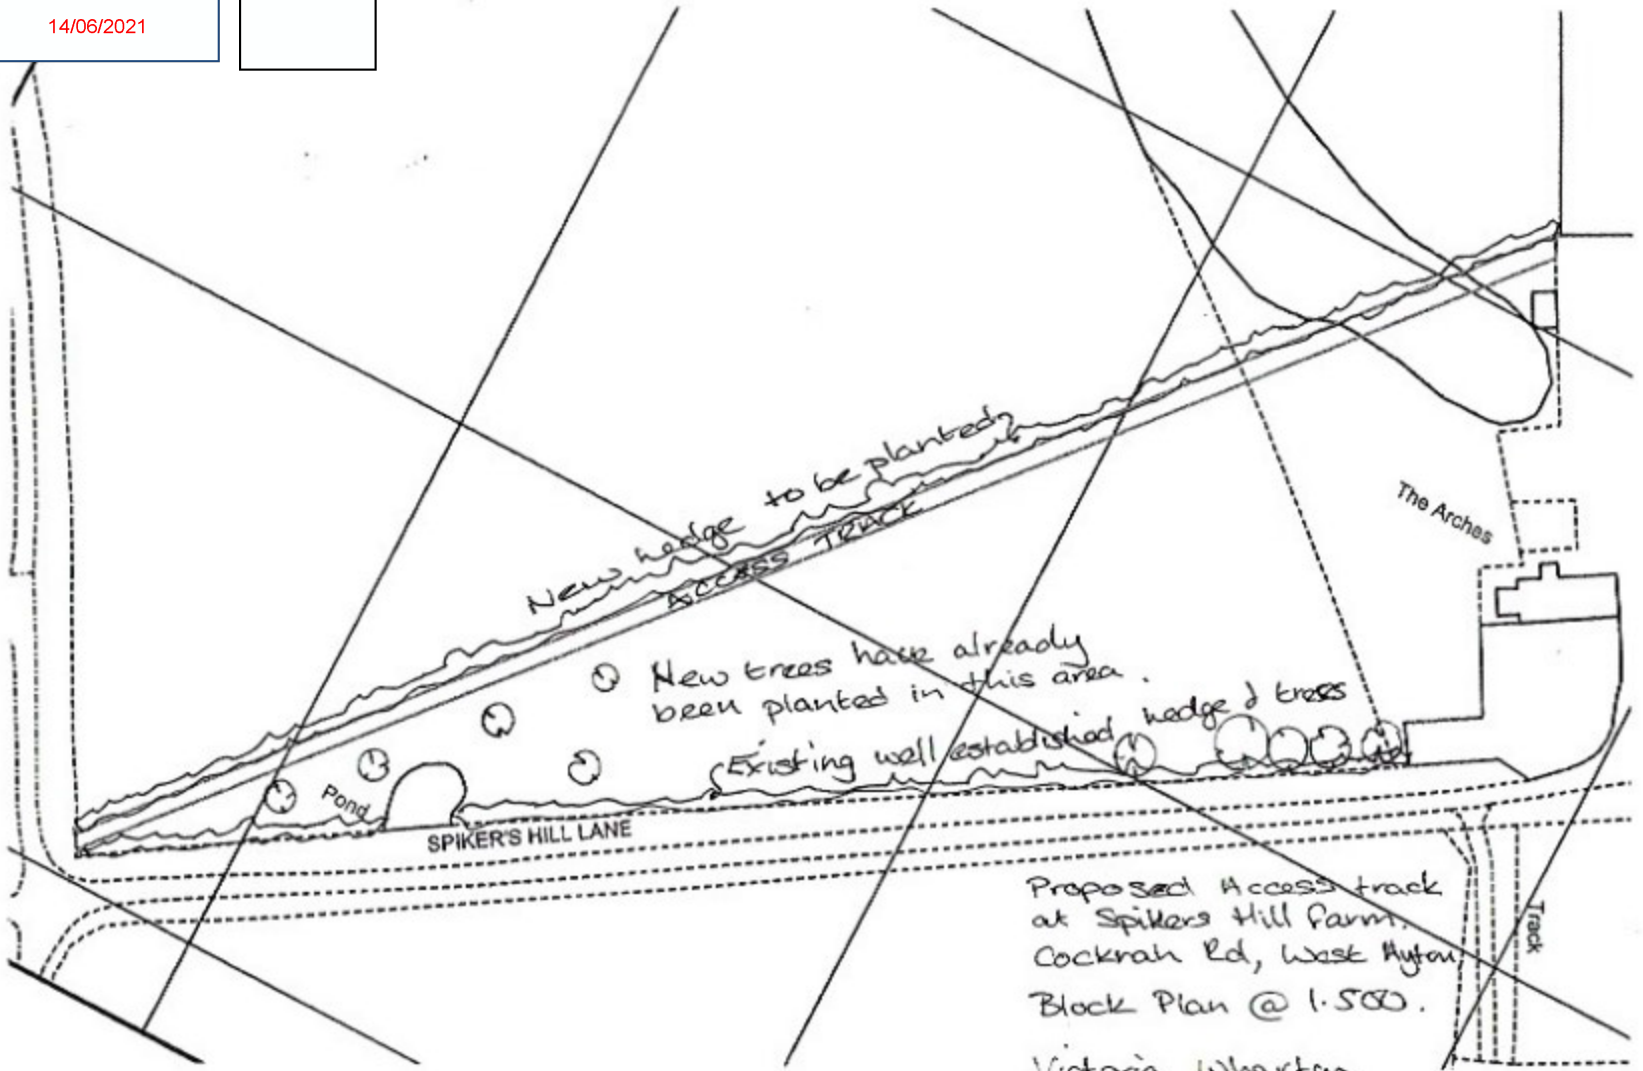 14/06/2021
New hedge to be planted
ACCESS TRACK
The Arches
New trees have already
been planted in this area.
Existing well established hedge & trees
Pond
SPIKER'S HILL LANE
Proposed Access track
at Spikers Hill Farm.
Cockrah Rd, West Ayton
Block Plan @ 1.500.
Track
Victoria Wharton